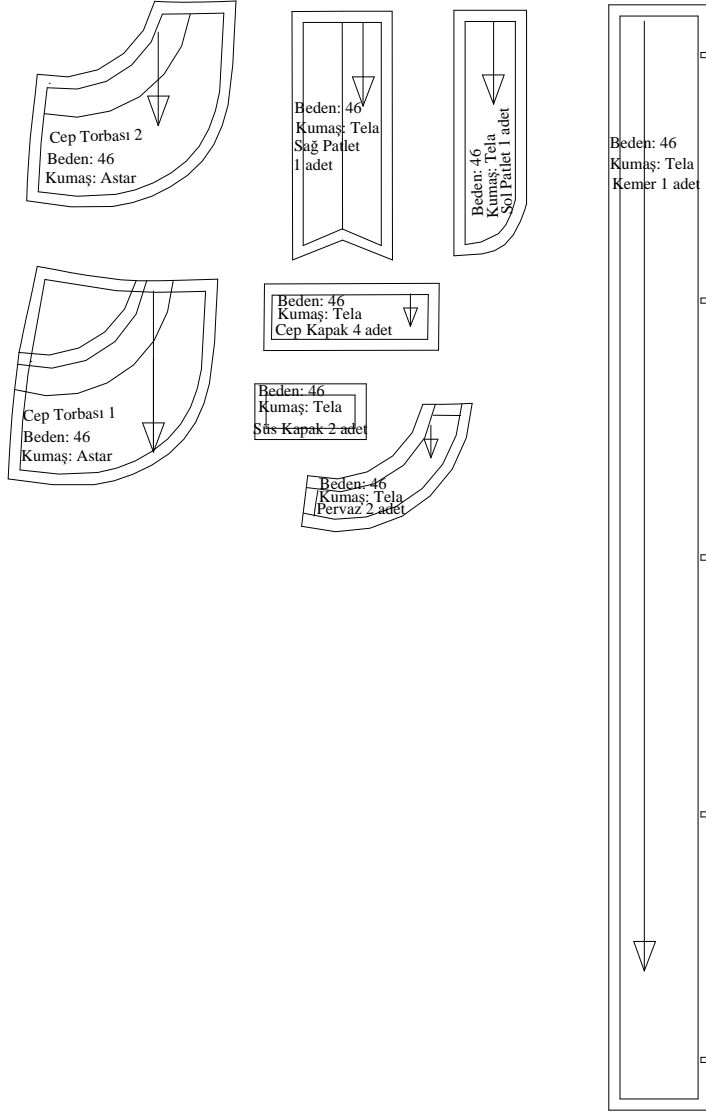 Cep Torbası 2
Beden: 46
Kumaş: Astar
Beden: 46
Kumaş: Tela
Sağ Patlet
1 adet
Beden: 46
Kumaş: Tela
Sol Patlet 1 adet
Beden: 46
Kumaş: Tela
Kemer 1 adet
Beden: 46
Kumaş: Tela
Cep Kapak 4 adet
Cep Torbası 1
Beden: 46
Kumaş: Astar
Beden: 46
Kumaş: Tela
Süs Kapak 2 adet
Beden: 46
Kumaş: Tela
Pervaz 2 adet